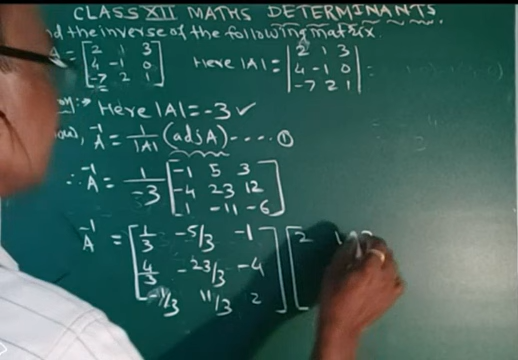 CLASS XII MATHS DETERMINANTS
d the inverse of the following matrix.
A = [2 1 3; 4 -1 0; -7 2 1] Here |A| = |2 1 3; 4 -1 0; -7 2 1| =
Here |A| = -3 ✓
A⁻¹ = 1/|A| (adj A) ---- ①
∴ A⁻¹ = 1/-3 [-1 5 3; -4 23 12; 1 -11 -6]
A⁻¹ = [1/3 -5/3 -1; 4/3 -23/3 -4; -1/3 11/3 2] [2 1